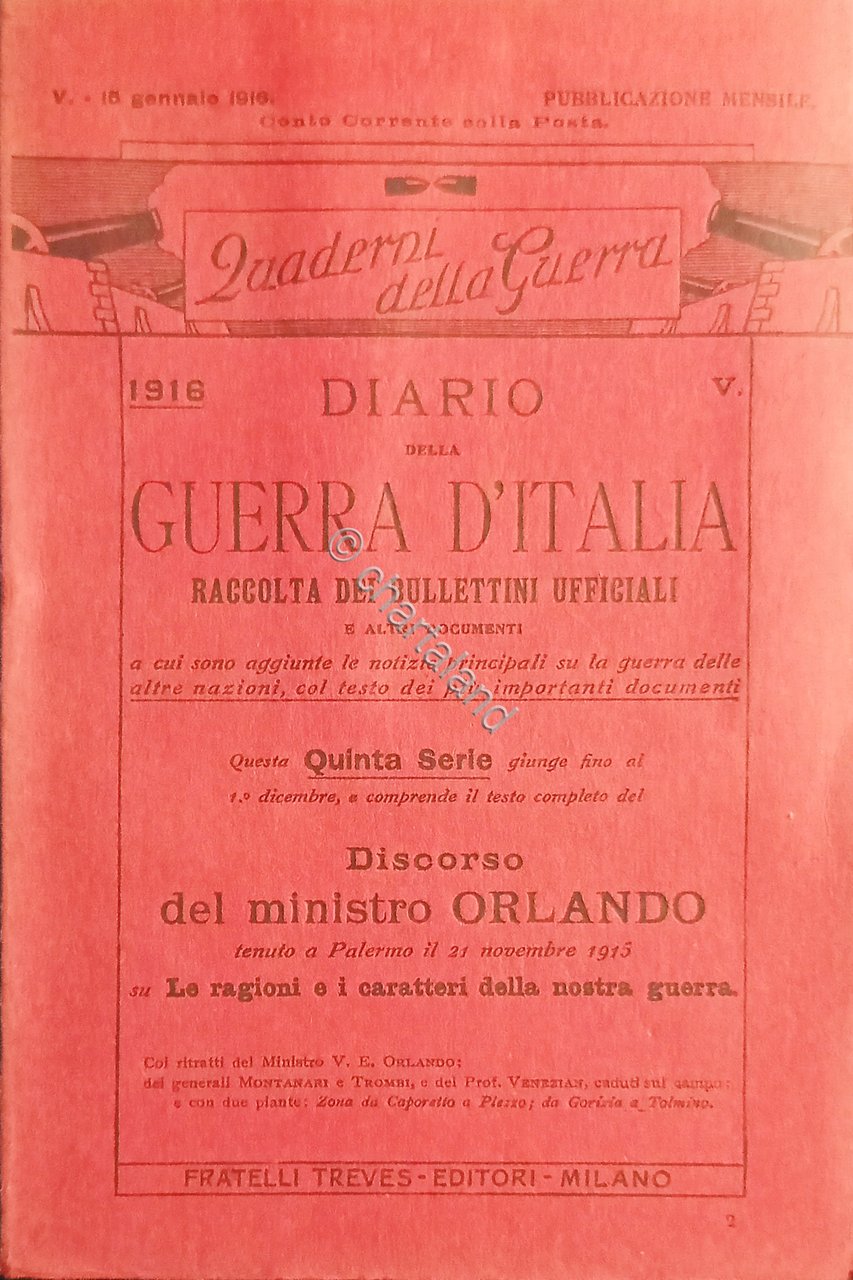 V. - 15 gennaio 1916.
PUBBLICAZIONE MENSILE.
Conto Corrente colla Posta.
Quaderni
della Guerra
1916
V.
DIARIO
DELLA
GUERRA D'ITALIA
RACCOLTA DEI BULLETTINI UFFICIALI
E ALTRI DOCUMENTI
a cui sono aggiunte le notizie principali su la guerra delle
altre nazioni, col testo dei più importanti documenti
Questa Quinta Serie giunge fino al
1.º dicembre, e comprende il testo completo del
Discorso
del ministro ORLANDO
tenuto a Palermo il 21 novembre 1915
su Le ragioni e i caratteri della nostra guerra.
Coi ritratti del Ministro V. E. ORLANDO;
dei generali MONTANARI e TROMBI, e del Prof. VENEZIAN, caduti sul campo;
e con due piante: Zona da Caporetto a Plezzo; da Gorizia a Tolmino.
FRATELLI TREVES - EDITORI - MILANO
2
© chartaland